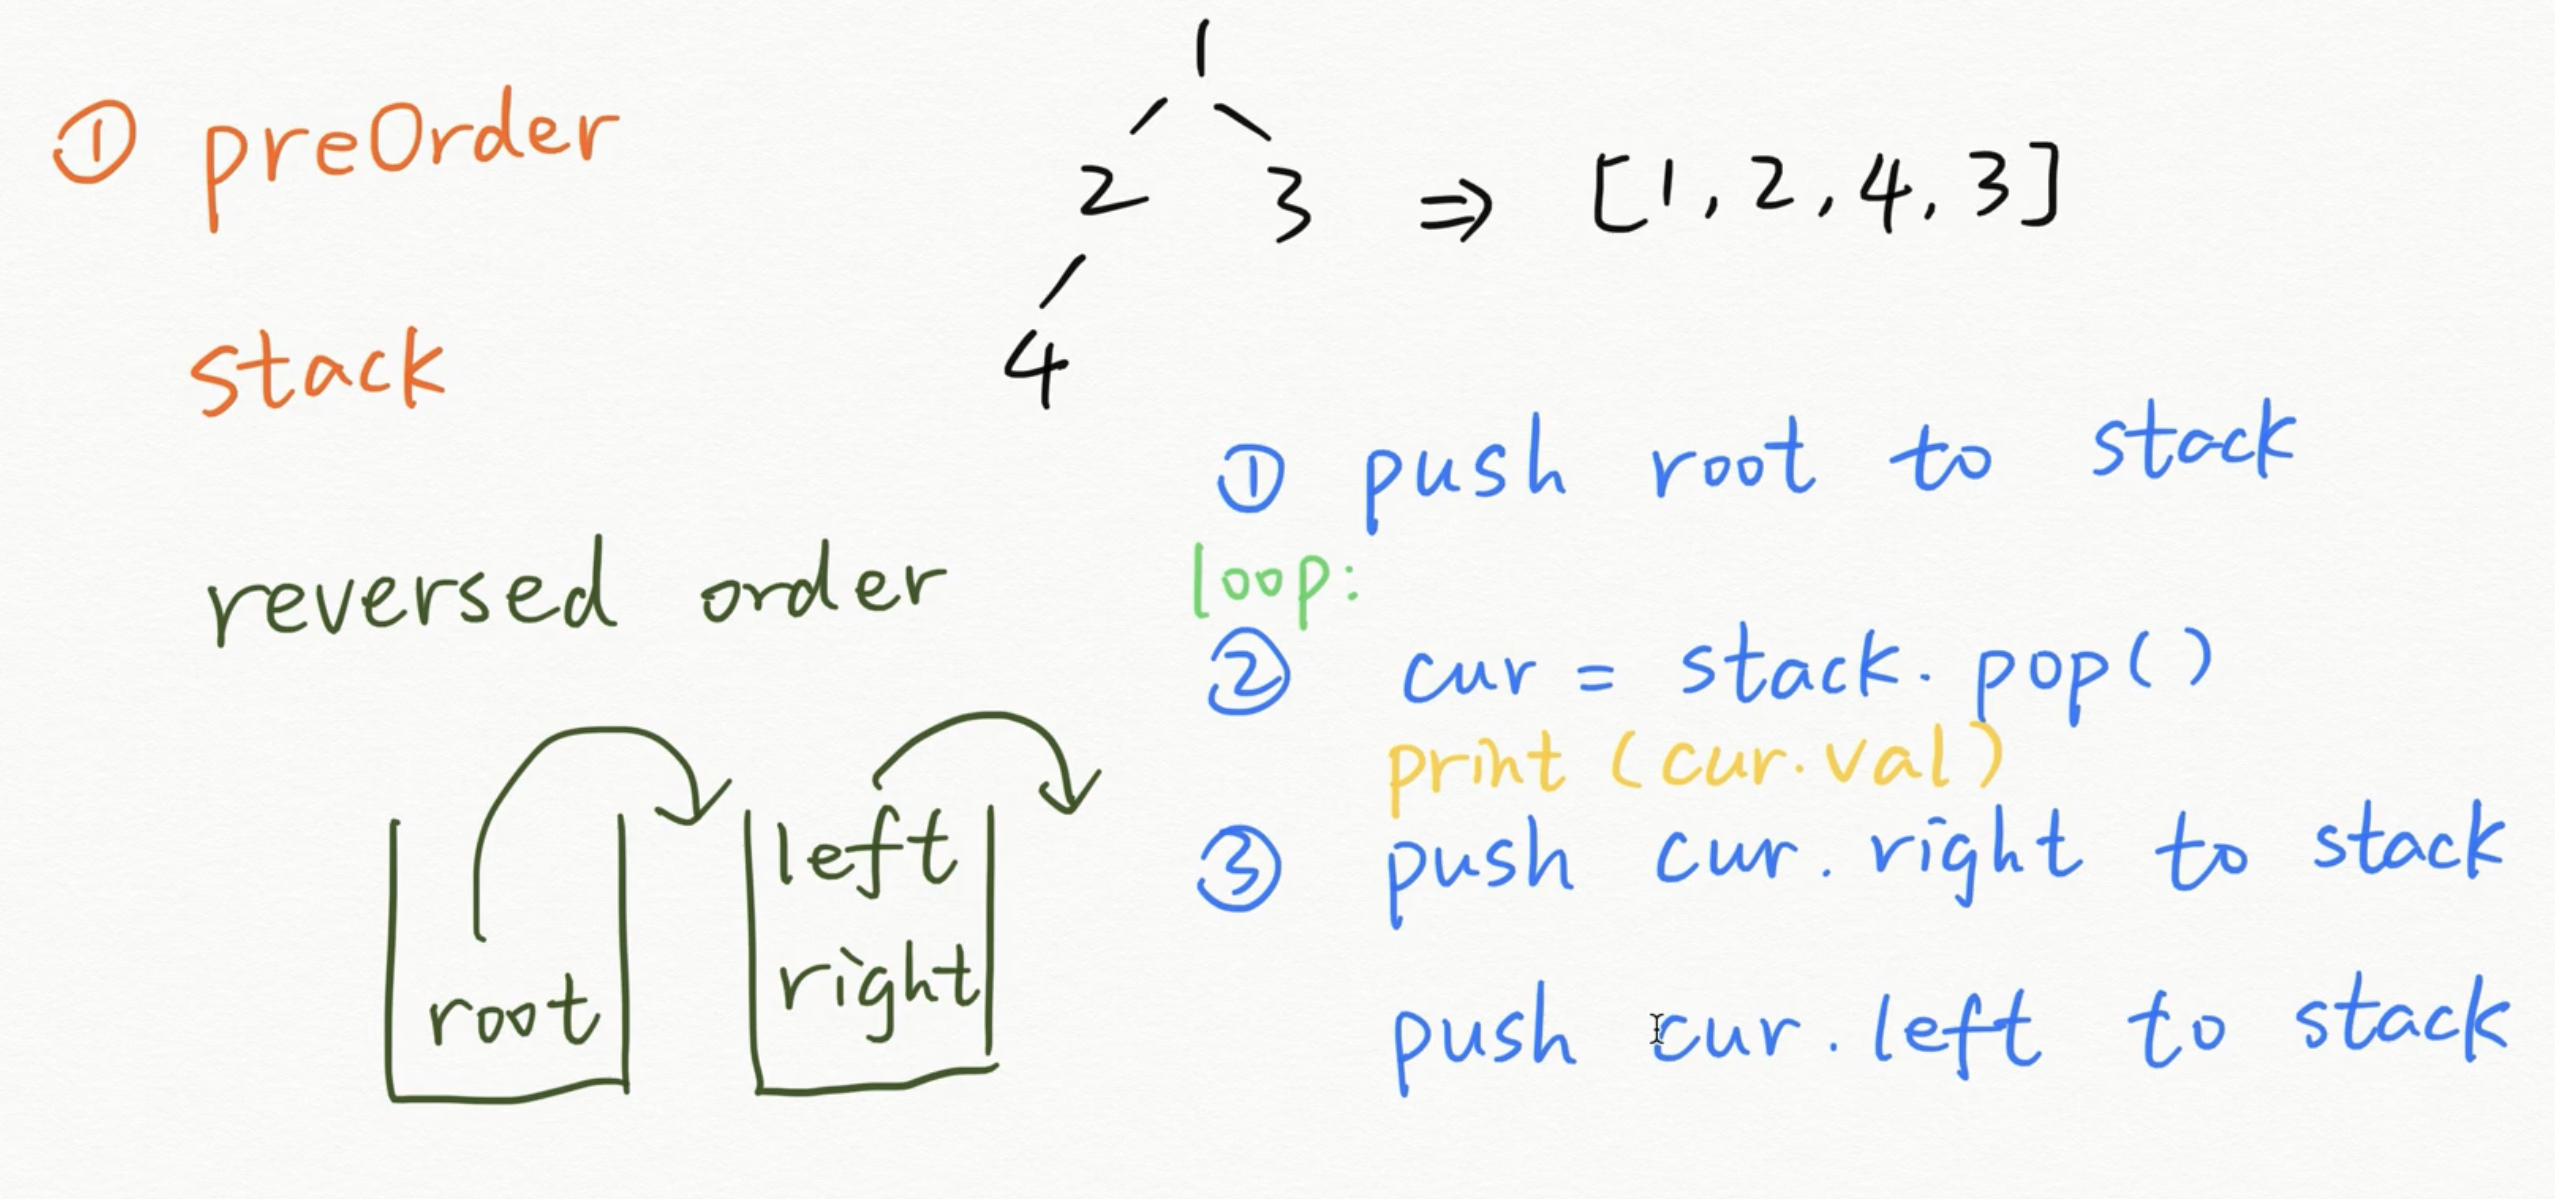 ① preOrder
stack
reversed order
root
left
right
1
2 3 ⇒ [1, 2, 4, 3]
4
① push root to stack
loop:
② cur = stack. pop()
print (cur.val)
③ push cur. right to stack
push cur. left to stack